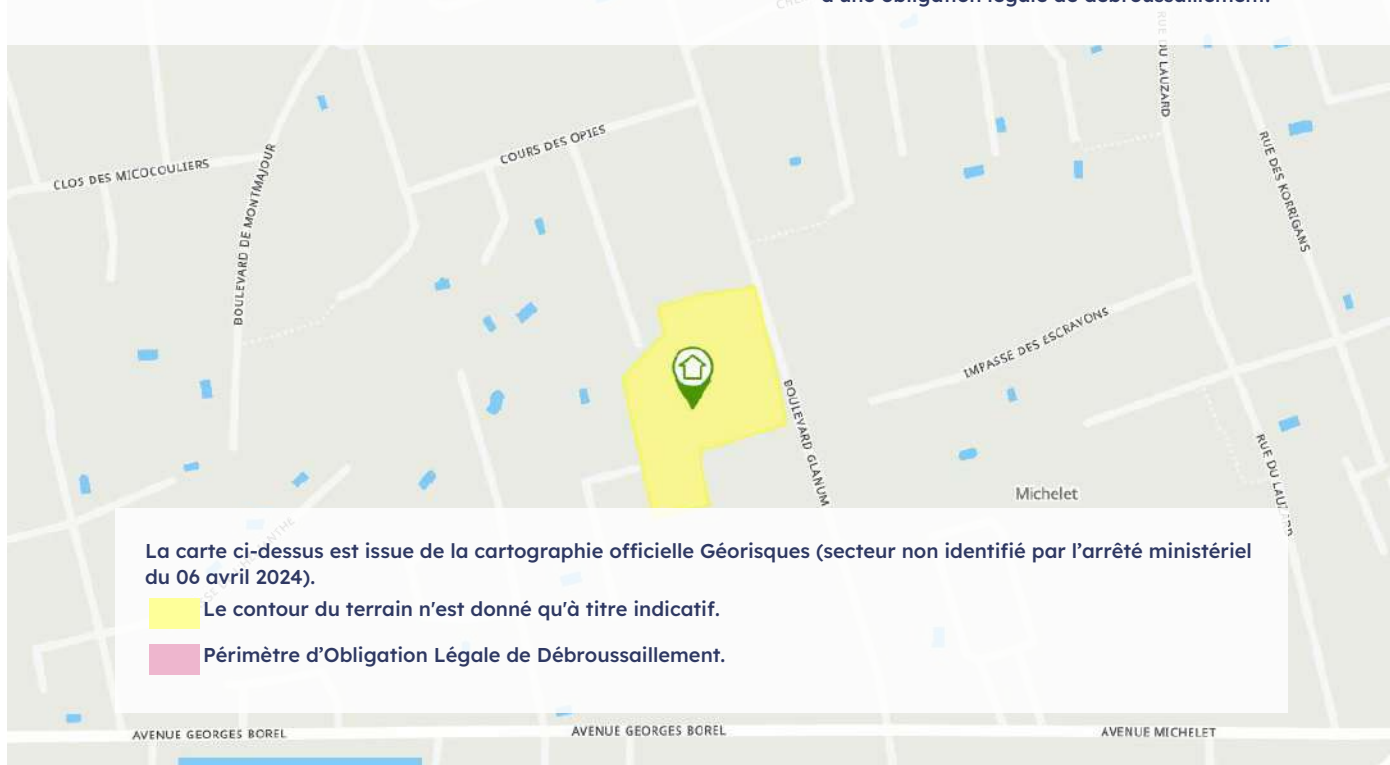 d'une obligation légale de débroussaillement.
RUE DU LAUZARD
CLOS DES MICOCOULIERS
BOULEVARD DE MONTMAJOUR
COURS DES OPIES
RUE DES KORRIGANS
IMPASSE DES ESCRAVONS
BOULEVARD GLANUM
RUE DU LAUZARD
Michelet
La carte ci-dessus est issue de la cartographie officielle Géorisques (secteur non identifié par l’arrêté ministériel
du 06 avril 2024).
Le contour du terrain n'est donné qu'à titre indicatif.
Périmètre d’Obligation Légale de Débroussaillement.
AVENUE GEORGES BOREL
AVENUE GEORGES BOREL
AVENUE MICHELET